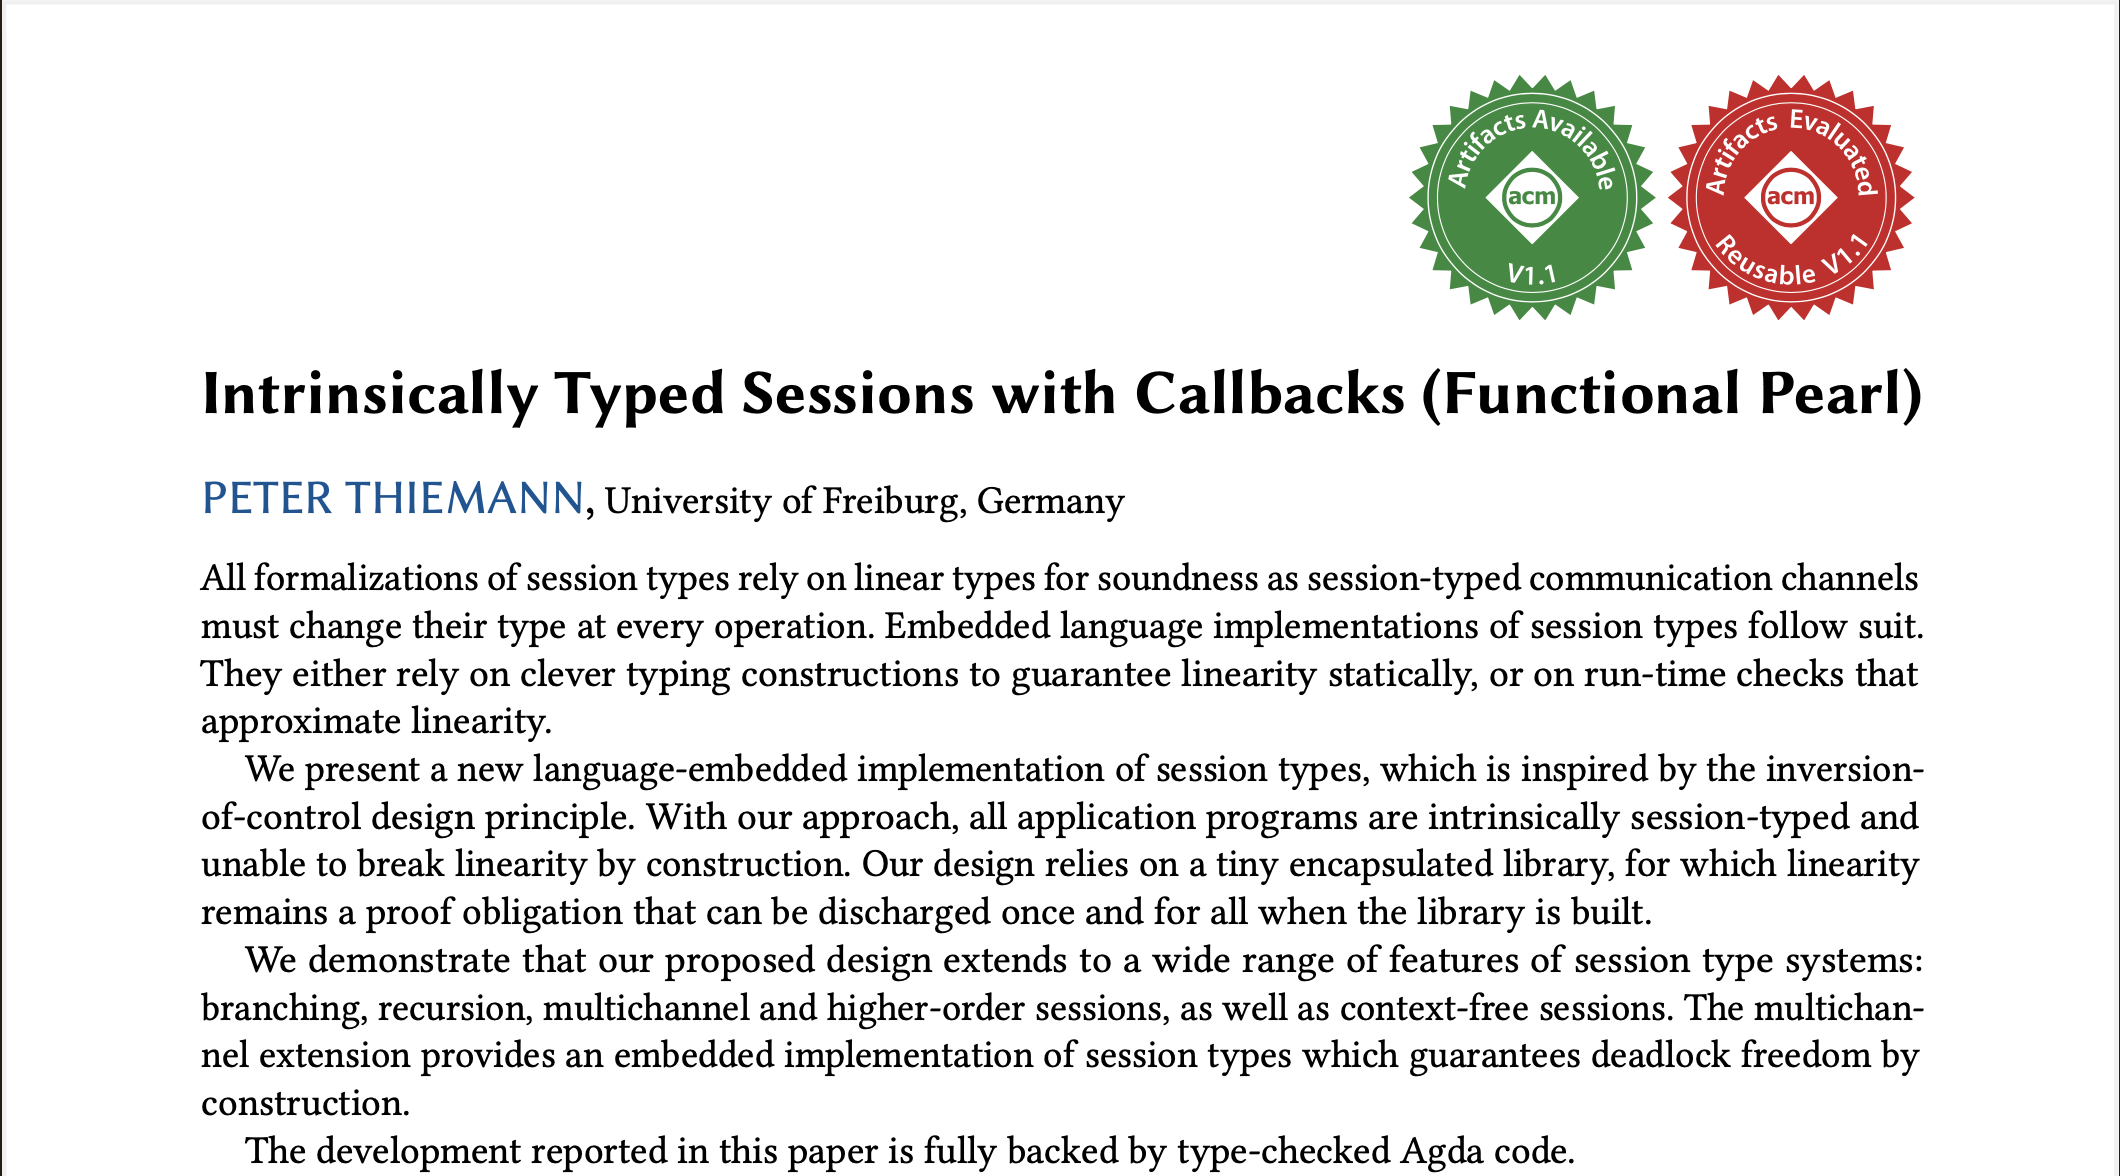 Artifacts Available
acm
V1.1
Artifacts Evaluated
acm
Reusable V1.1
Intrinsically Typed Sessions with Callbacks (Functional Pearl)
PETER THIEMANN, University of Freiburg, Germany
All formalizations of session types rely on linear types for soundness as session-typed communication channels
must change their type at every operation. Embedded language implementations of session types follow suit.
They either rely on clever typing constructions to guarantee linearity statically, or on run-time checks that
approximate linearity.
We present a new language-embedded implementation of session types, which is inspired by the inversion-
of-control design principle. With our approach, all application programs are intrinsically session-typed and
unable to break linearity by construction. Our design relies on a tiny encapsulated library, for which linearity
remains a proof obligation that can be discharged once and for all when the library is built.
We demonstrate that our proposed design extends to a wide range of features of session type systems:
branching, recursion, multichannel and higher-order sessions, as well as context-free sessions. The multichan-
nel extension provides an embedded implementation of session types which guarantees deadlock freedom by
construction.
The development reported in this paper is fully backed by type-checked Agda code.